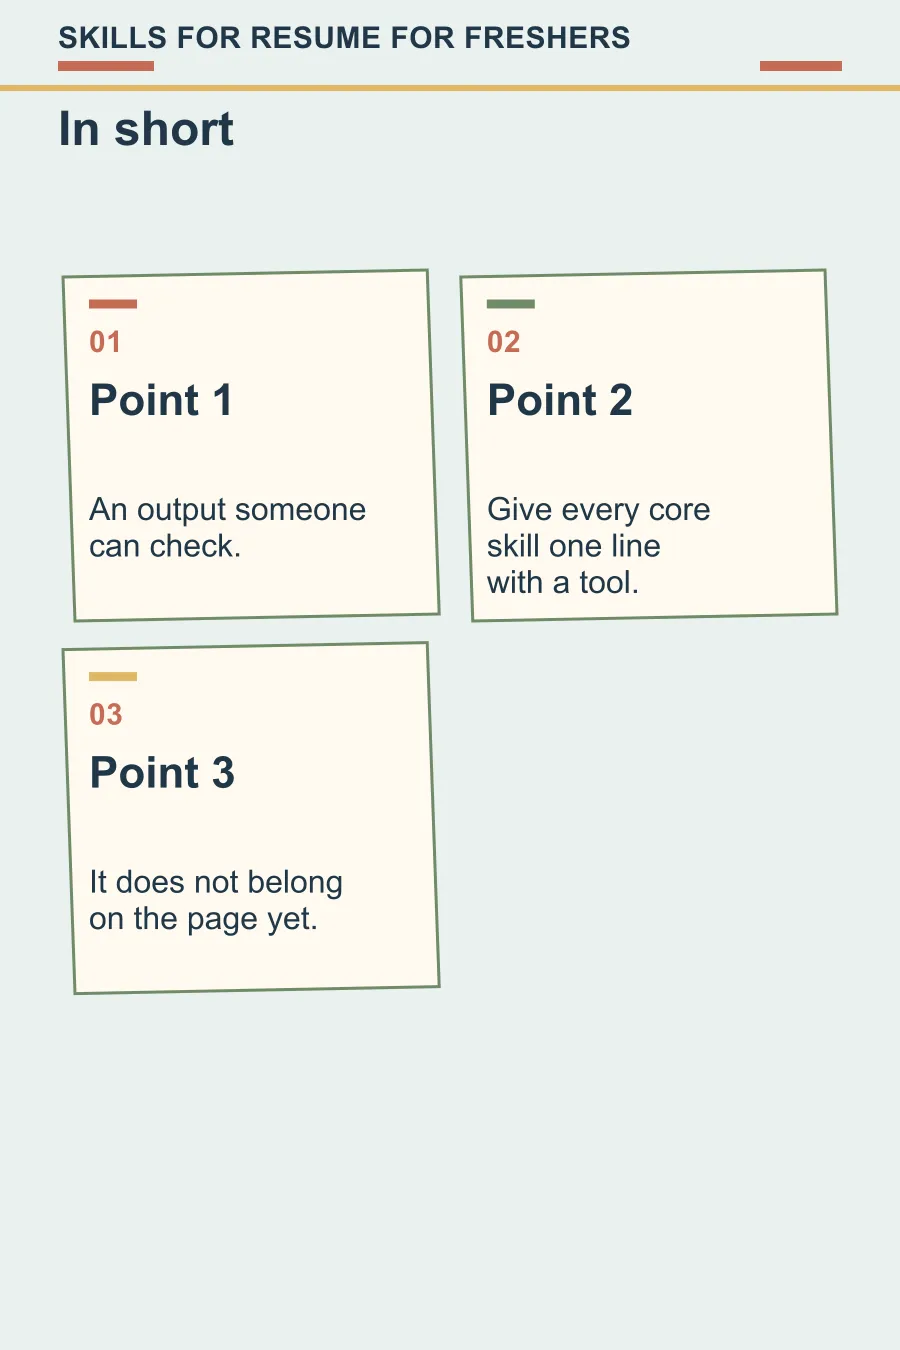 SKILLS FOR RESUME FOR FRESHERS
In short
01
Point 1
An output someone
can check.
02
Point 2
Give every core
skill one line
with a tool.
03
Point 3
It does not belong
on the page yet.